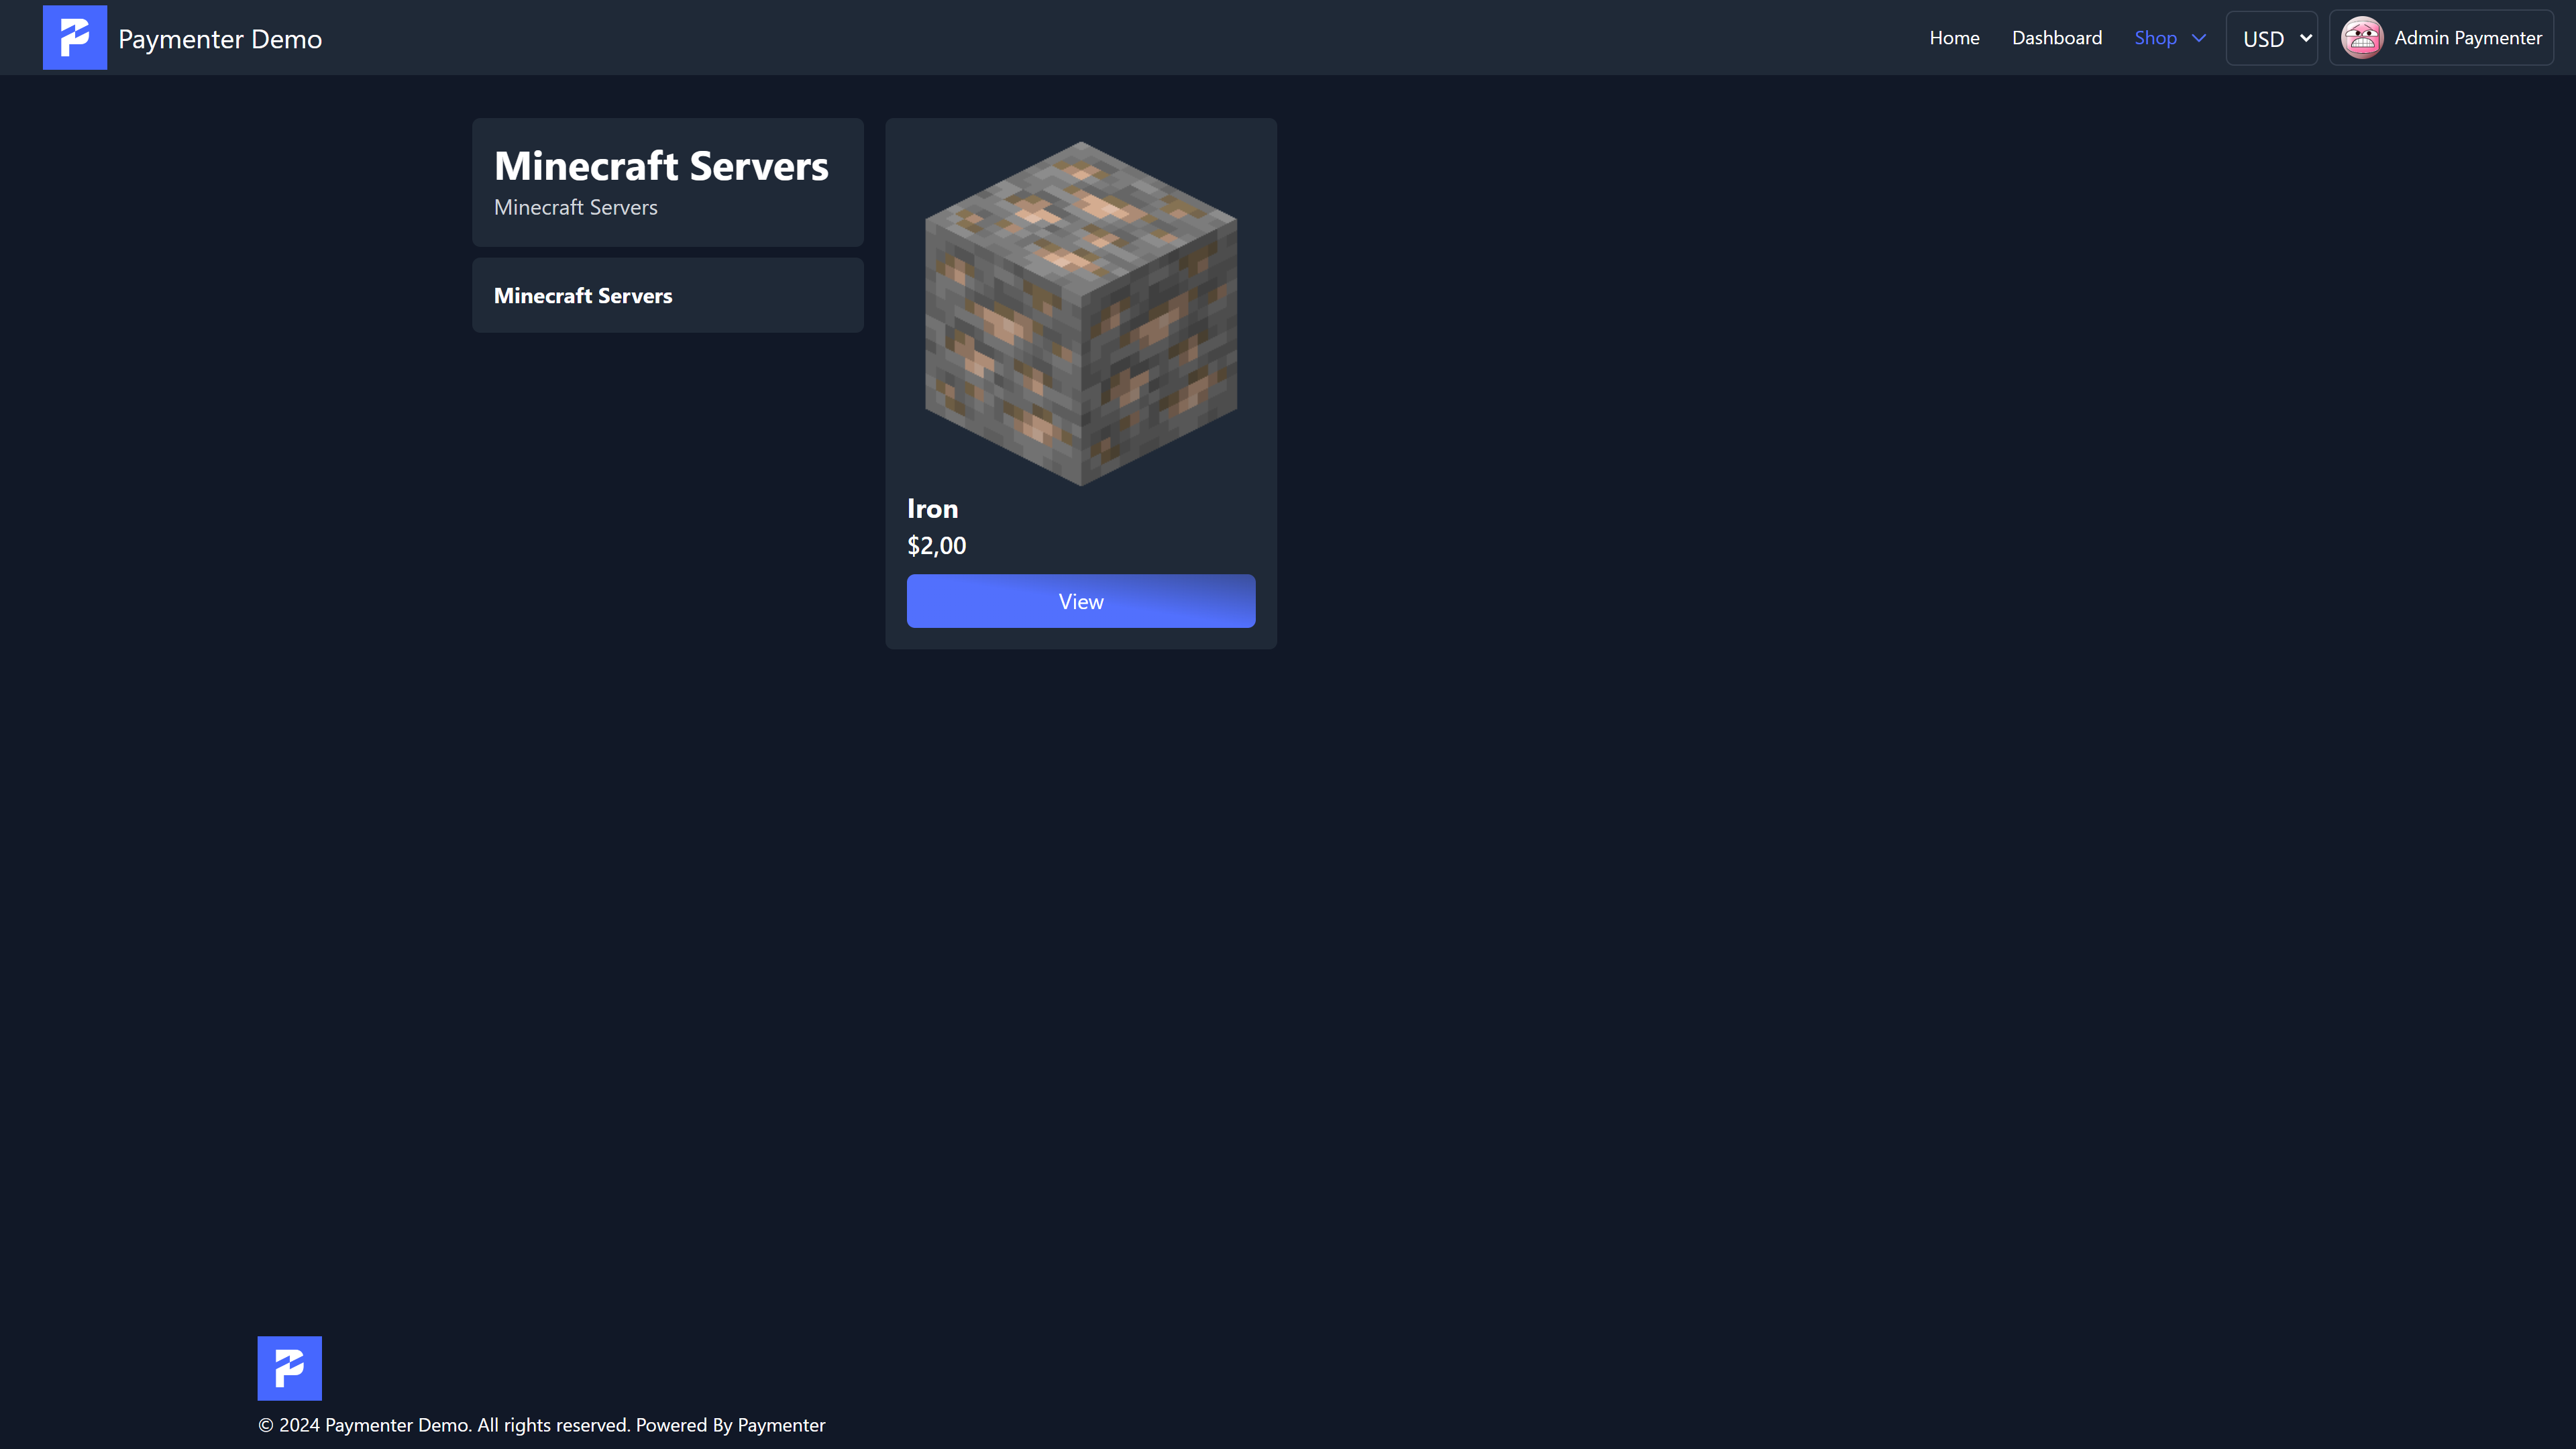 Paymenter Demo
Home
Dashboard
Shop
USD
Admin Paymenter
Minecraft Servers
Minecraft Servers
Minecraft Servers
Iron
$2,00
View
© 2024 Paymenter Demo. All rights reserved. Powered By Paymenter